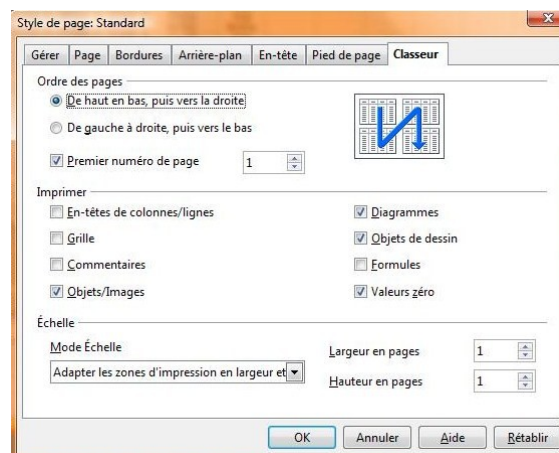 Style de page: Standard
Gérer Page Bordures Arrière-plan En-tête Pied de page Classeur
Ordre des pages
De haut en bas, puis vers la droite
De gauche à droite, puis vers le bas
Premier numéro de page 1
Imprimer
En-têtes de colonnes/lignes Diagrammes
Grille Objets de dessin
Commentaires Formules
Objets/Images Valeurs zéro
Échelle
Mode Échelle Largeur en pages 1
Adapter les zones d'impression en largeur et Hauteur en pages 1
OK Annuler Aide Rétablir